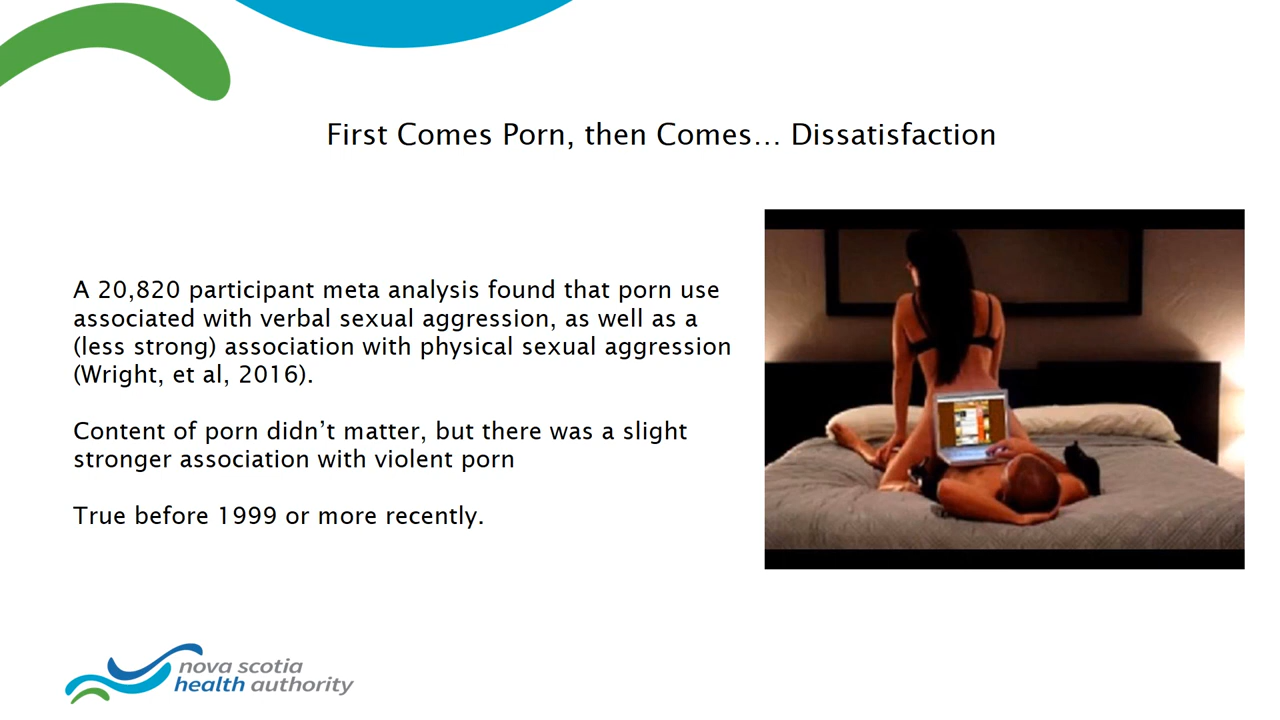 First Comes Porn, then Comes... Dissatisfaction
A 20,820 participant meta analysis found that porn use
associated with verbal sexual aggression, as well as a
(less strong) association with physical sexual aggression
(Wright, et al, 2016).
Content of porn didn’t matter, but there was a slight
stronger association with violent porn
True before 1999 or more recently.
nova scotia
health authority